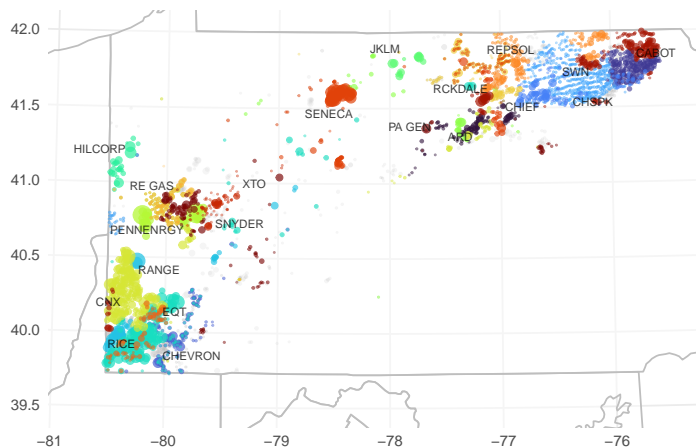 42.0
JKLM
REPSOL
CABOT
SWN
RCKDALE
41.5
CHSPK
CHIEF
SENECA
PA GEN
ARD
HILCORP
41.0
RE GAS
XTO
SNYDER
PENNENRGY
40.5
RANGE
CNX
EQT
40.0
RICE
CHEVRON
39.5
−81
−80
−79
−78
−77
−76